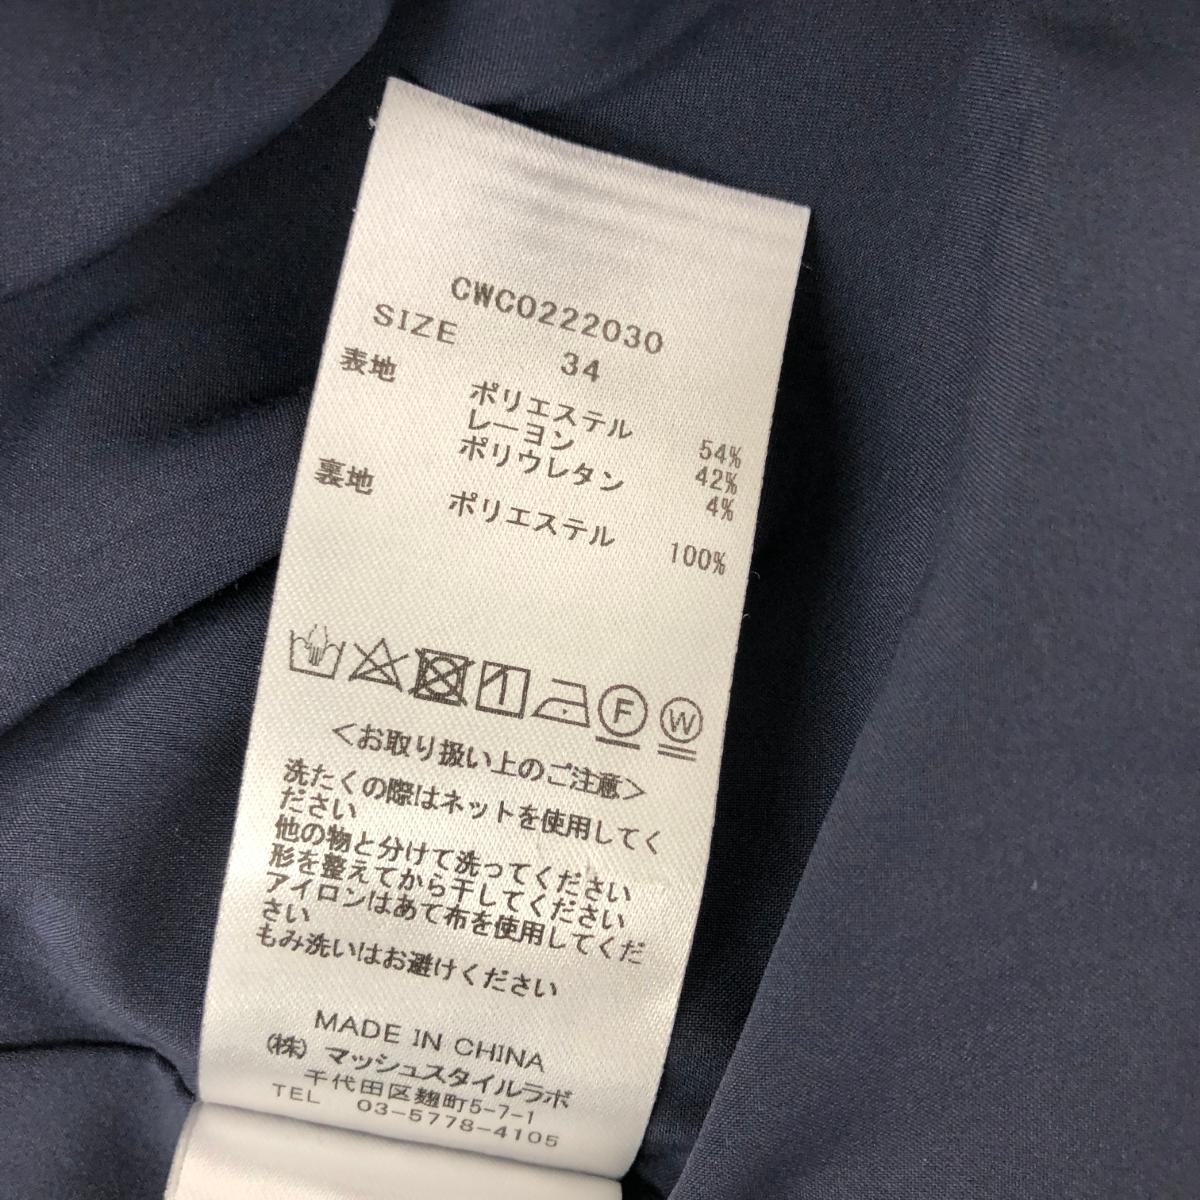 CWCO222030
SIZE 34
表地 ポリエステル 54%
レーヨン 42%
ポリウレタン 4%
裏地 ポリエステル 100%
F W
<お取り扱い上のご注意>
洗たくの際はネットを使用してく
ださい
他の物と分けて洗ってください
形を整えてから干してください
アイロンはあて布を使用してくだ
さい
もみ洗いはお避けください
MADE IN CHINA
(株) マッシュスタイルラボ
千代田区麹町5-7-1
TEL 03-5778-4105